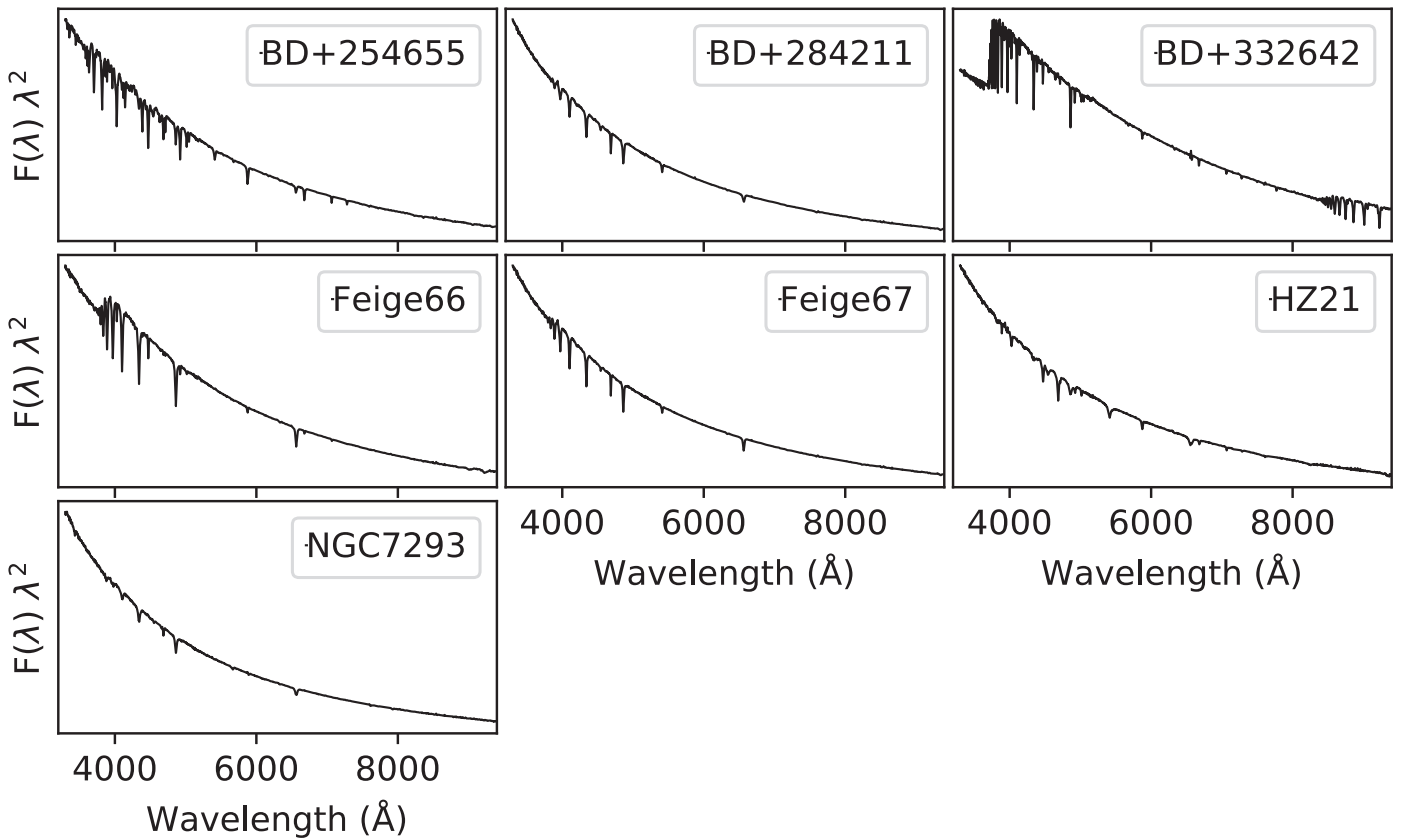 F(λ) λ²
BD+254655
BD+284211
BD+332642
F(λ) λ²
Feige66
Feige67
HZ21
4000 6000 8000
4000 6000 8000
Wavelength (Å)
Wavelength (Å)
F(λ) λ²
NGC7293
4000 6000 8000
Wavelength (Å)